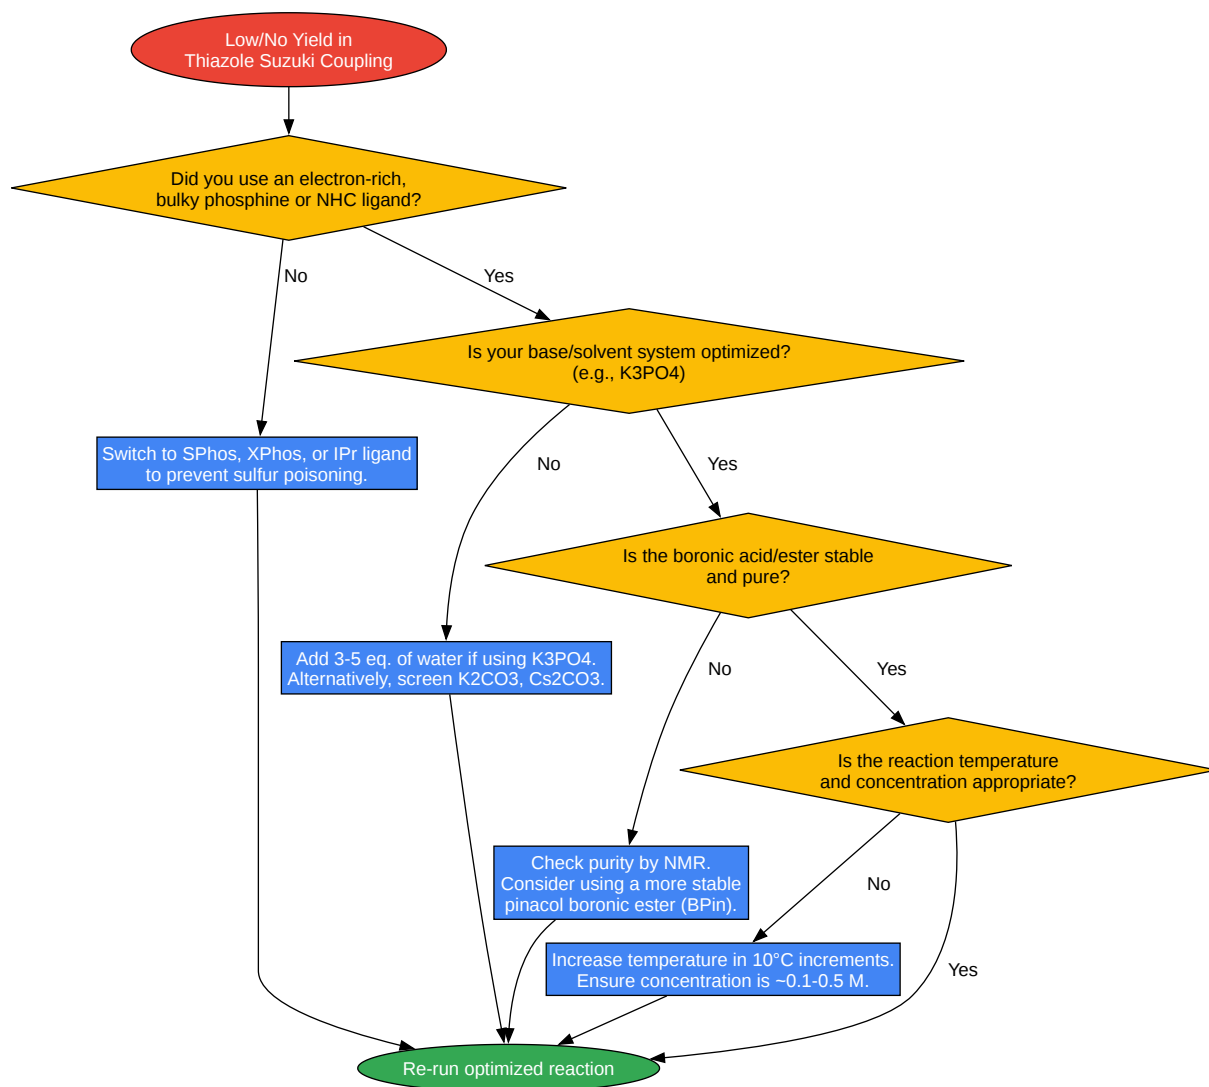 Low/No Yield in
Thiazole Suzuki Coupling
Did you use an electron-rich,
bulky phosphine or NHC ligand?
No
Yes
Is your base/solvent system optimized?
(e.g., K3PO4)
Switch to SPhos, XPhos, or IPr ligand
to prevent sulfur poisoning.
No
Yes
Is the boronic acid/ester stable
and pure?
Add 3-5 eq. of water if using K3PO4.
Alternatively, screen K2CO3, Cs2CO3.
No
Yes
Is the reaction temperature
and concentration appropriate?
Check purity by NMR.
Consider using a more stable
pinacol boronic ester (BPin).
No
Yes
Increase temperature in 10°C increments.
Ensure concentration is ~0.1-0.5 M.
Re-run optimized reaction